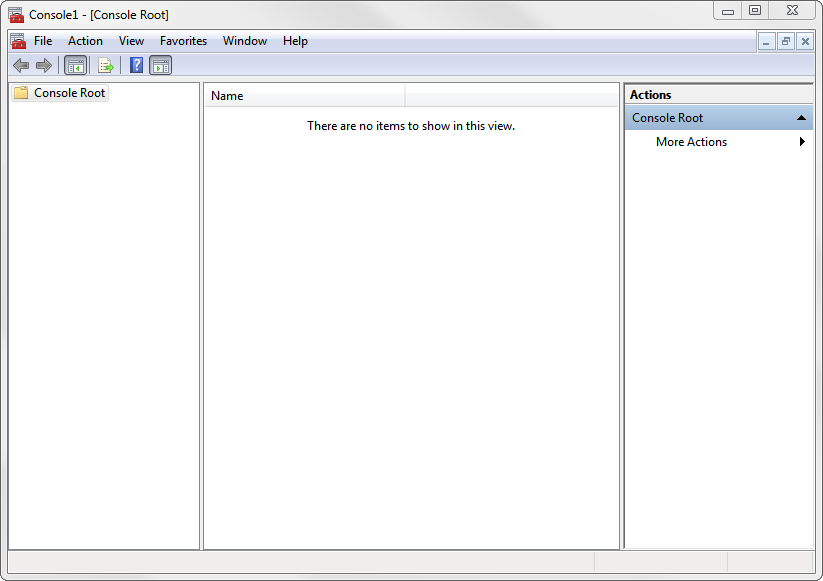 Console1 - [Console Root]
File Action View Favorites Window Help
?
Console Root
Name
There are no items to show in this view.
Actions
Console Root
More Actions